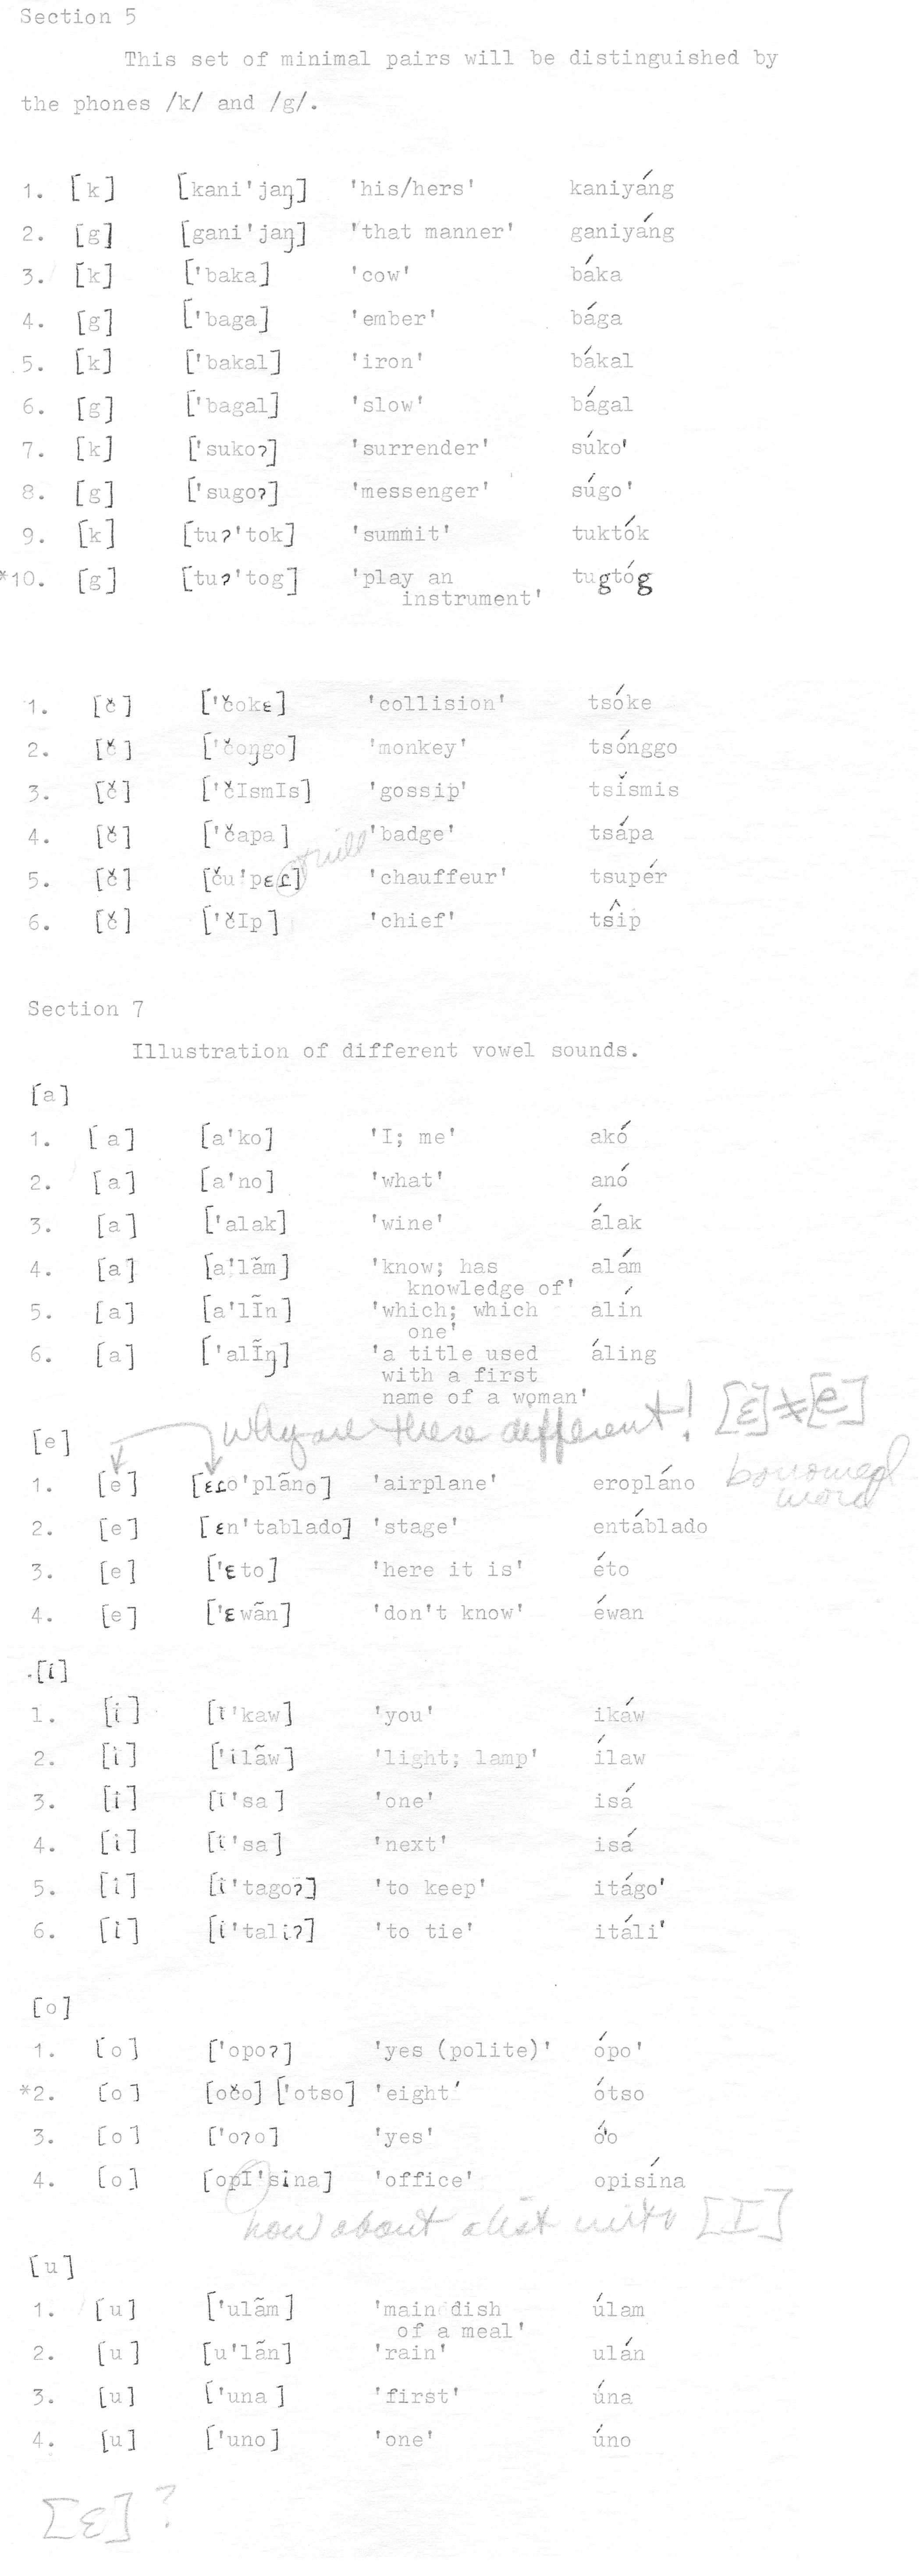 Section 5
This set of minimal pairs will be distinguished by
the phones /k/ and /g/.
1. [k] [kani'jaŋ] 'his/hers' kaniyáng
2. [g] [gani'jaŋ] 'that manner' ganiyáng
3. [k] ['baka] 'cow' báka
4. [g] ['baga] 'ember' bága
5. [k] ['bakal] 'iron' bákal
6. [g] ['bagal] 'slow' bágal
7. [k] ['sukoʔ] 'surrender' súko'
8. [g] ['sugoʔ] 'messenger' súgo'
9. [k] [tuʔ'tok] 'summit' tuktók
*10. [g] [tuʔ'tog] 'play an tugtóg
instrument'
1. [č] ['čokɛ] 'collision' tsóke
2. [č] ['čoŋgo] 'monkey' tsónggo
3. [č] ['čIsmIs] 'gossip' tsísmis
4. [č] ['čapa] 'badge' tsápa
trill
5. [č] [ču'pɛɾ] 'chauffeur' tsupér
6. [č] ['čIp] 'chief' tsîp
Section 7
Illustration of different vowel sounds.
[a]
1. [a] [a'ko] 'I; me' akó
2. [a] [a'no] 'what' anó
3. [a] ['alak] 'wine' álak
4. [a] [a'lãm] 'know; has alám
knowledge of'
5. [a] [a'lĨn] 'which; which alín
one'
6. [a] ['alĨŋ] 'a title used áling
with a first
name of a woman'
why are these different! [ɛ]≠[e]
[e]
1. [e] [ɛɾo'plãno] 'airplane' eropláno borrowed
word
2. [e] [ɛn'tablado] 'stage' entáblado
3. [e] ['ɛto] 'here it is' éto
4. [e] ['ɛwãn] 'don't know' éwan
[i]
1. [i] [i'kaw] 'you' ikáw
2. [i] ['ilãw] 'light; lamp' ílaw
3. [i] [i'sa] 'one' isá
4. [i] [i'sa] 'next' isá
5. [i] [i'tagoʔ] 'to keep' itágo'
6. [i] [i'taliʔ] 'to tie' itáli'
[o]
1. [o] ['opoʔ] 'yes (polite)' ópo'
*2. [o] [očo] ['otso] 'eight' ótso
3. [o] ['oʔo] 'yes' ó'o
4. [o] [opI'sina] 'office' opisína
how about a list with [I]
[u]
1. [u] ['ulãm] 'main dish úlam
of a meal'
2. [u] [u'lãn] 'rain' ulán
3. [u] ['una] 'first' úna
4. [u] ['uno] 'one' úno
[ɛ]?